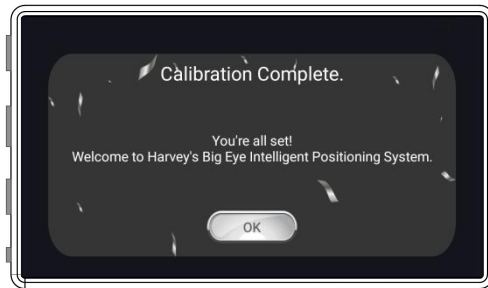 Calibration Complete.
You're all set!
Welcome to Harvey's Big Eye Intelligent Positioning System.
OK